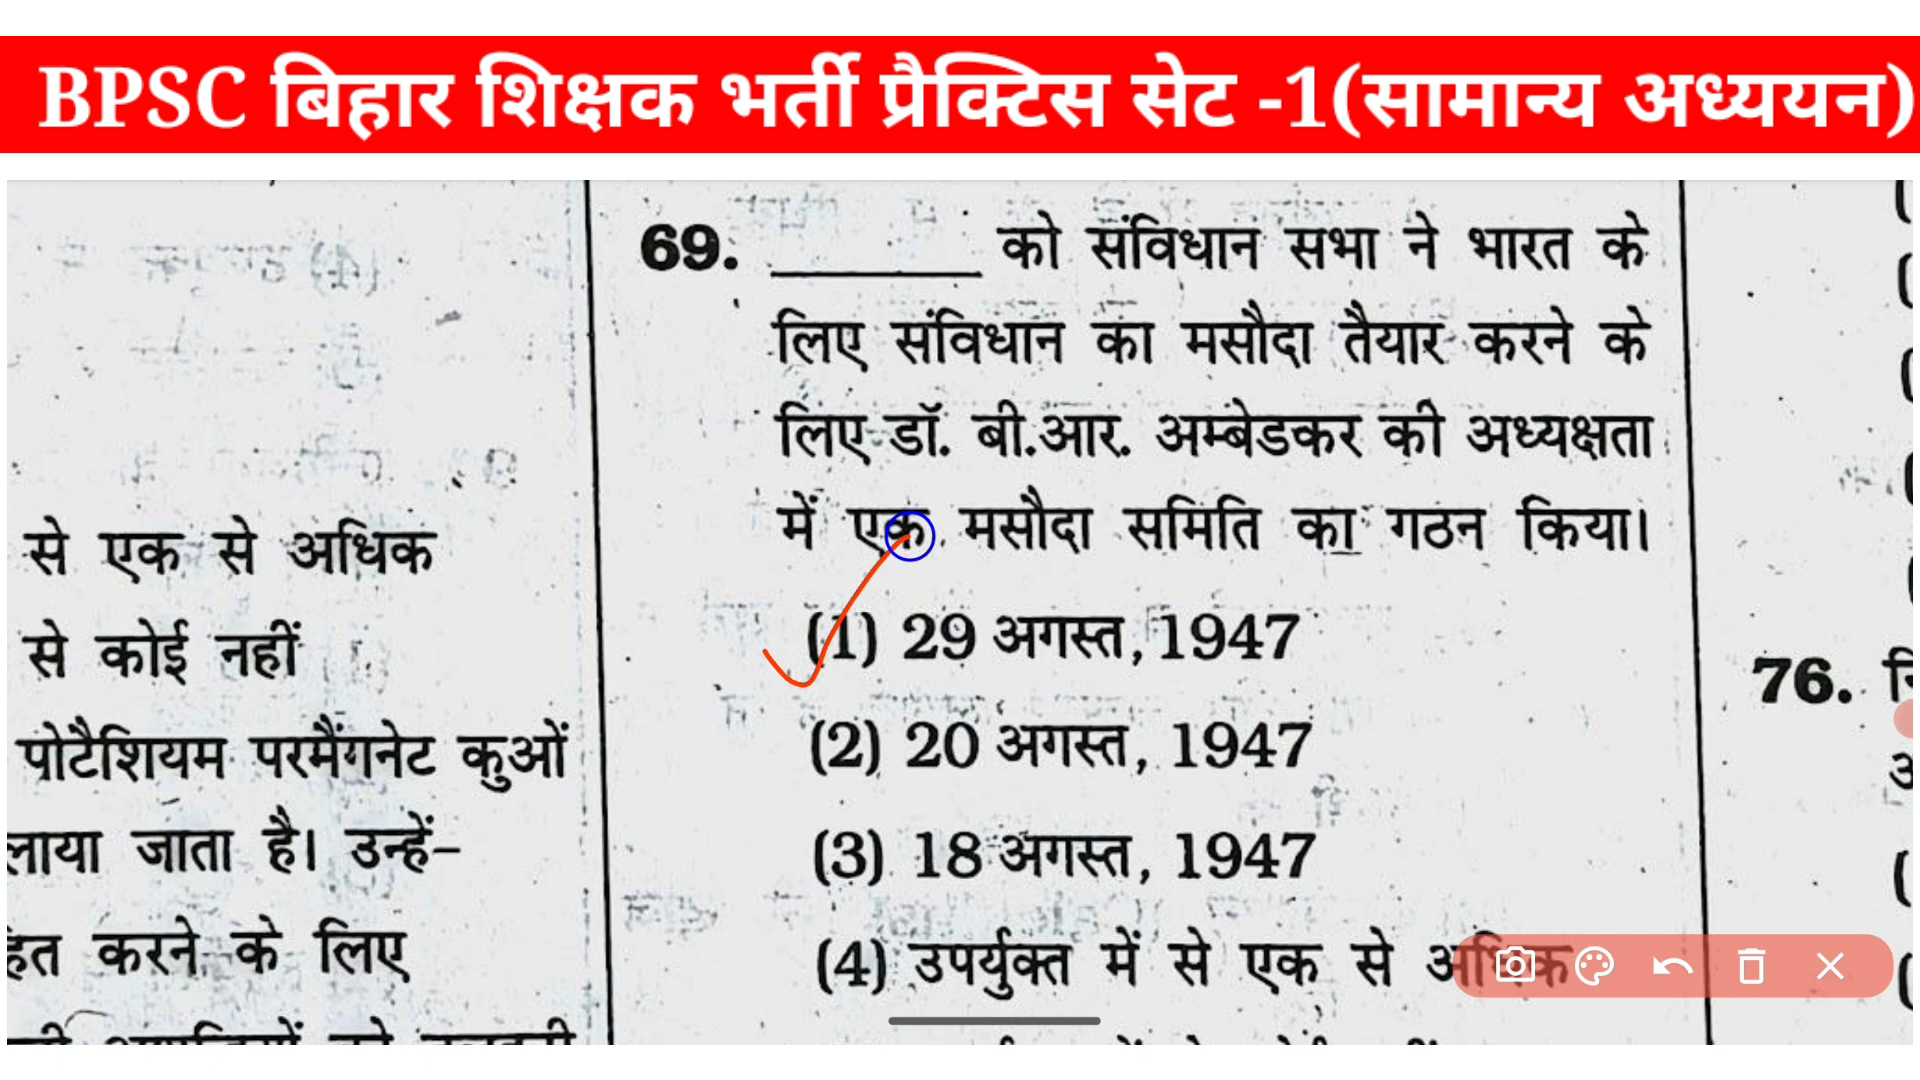 BPSC बिहार शिक्षक भर्ती प्रैक्टिस सेट -1(सामान्य अध्ययन)
से एक से अधिक
से कोई नहीं
पोटैशियम परमैंगनेट कुओं
लाया जाता है। उन्हें–
करने के लिए
69. ________ को संविधान सभा ने भारत के
लिए संविधान का मसौदा तैयार करने के
लिए डॉ. बी.आर. अम्बेडकर की अध्यक्षता
में एक मसौदा समिति का गठन किया।
(1) 29 अगस्त, 1947
(2) 20 अगस्त, 1947
(3) 18 अगस्त, 1947
(4) उपर्युक्त में से एक से अधिक
76.